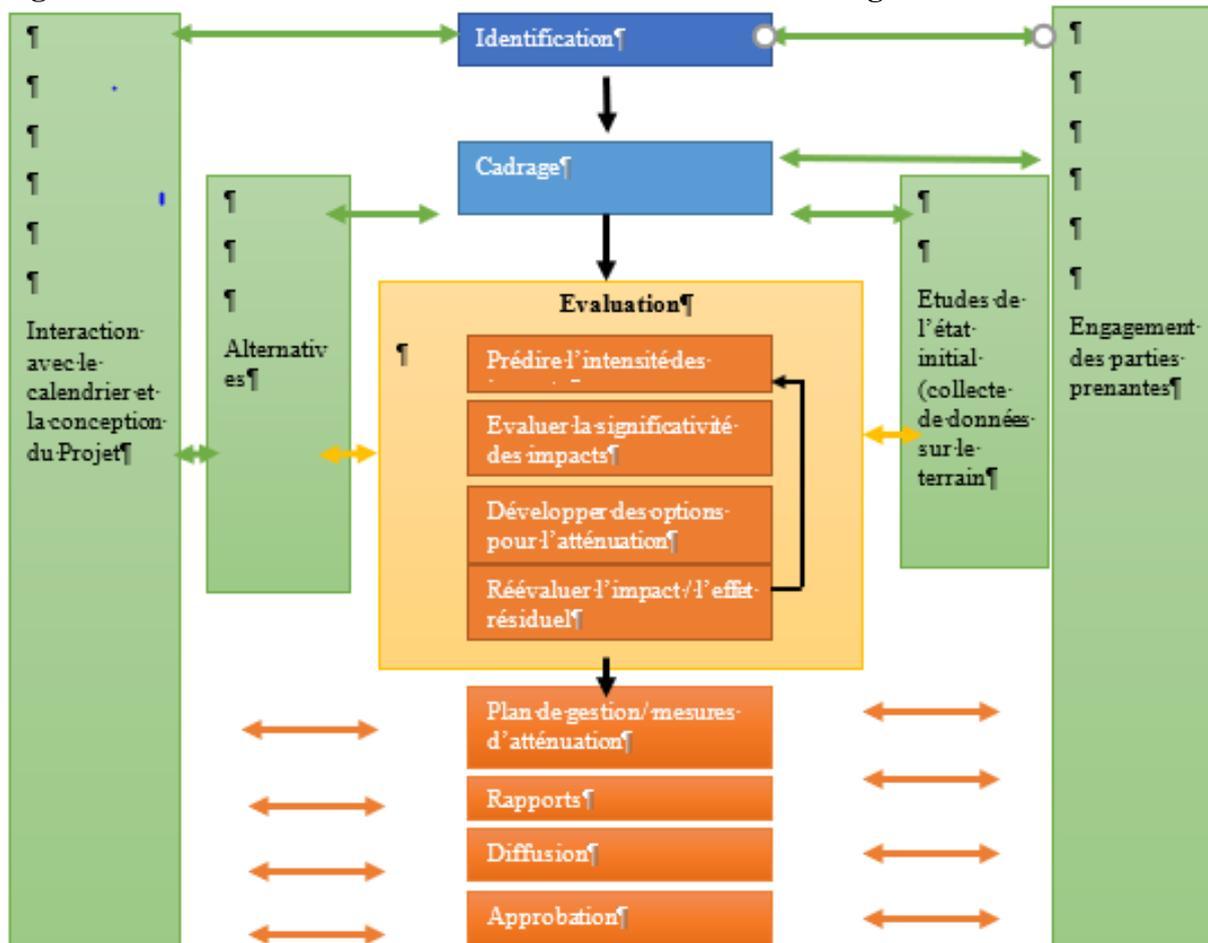 Identification
Cadrage
Interaction
avec le
calendrier et
la conception
du Projet
Alternativ
es
Evaluation
Prédire l’intensité des
Evaluer la significativité
des impacts
Développer des options
pour l’atténuation
Réévaluer l’impact / l’effet
résiduel
Etudes de
l’état
initial
(collecte
de données
sur le
terrain
Engagement
des parties
prenantes
Plan de gestion/ mesures
d’atténuation
Rapports
Diffusion
Approbation